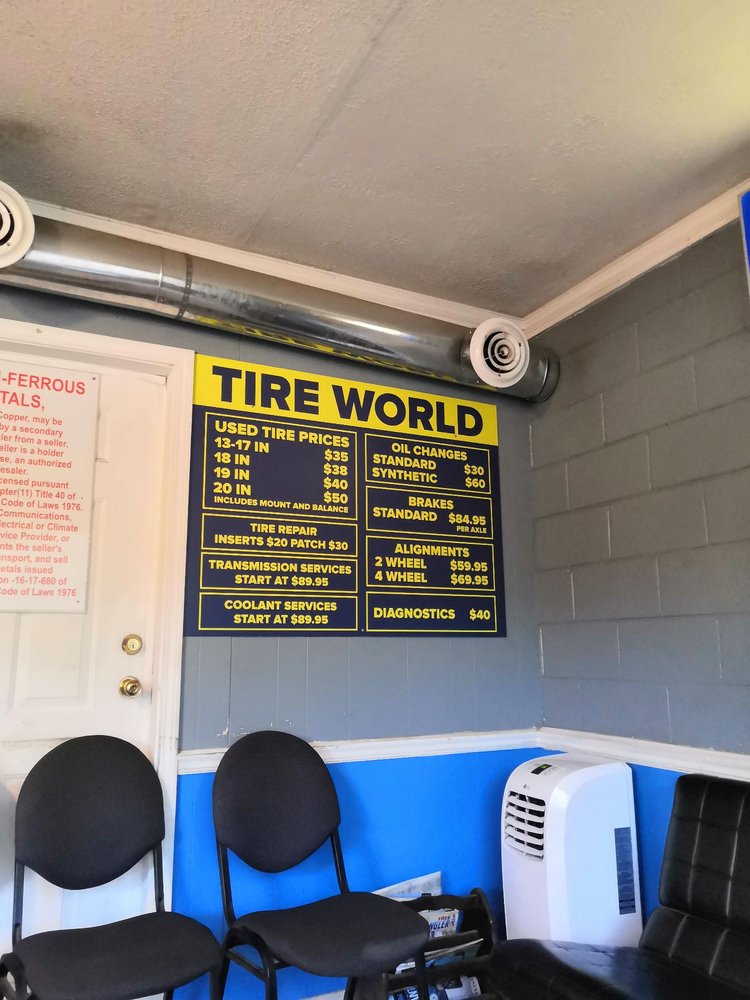 -FERROUS
TALS,
Copper, may be
by a secondary
ler from a seller,
eller is a holder
se, an authorized
esaler.
censed pursuant
pter(11) Title 40 of
Code of Laws 1976,
Communications,
lectrical or Climate
vice Provider, or
nts the seller's
nsport, and sell
etals issued
on -16-17-680 of
Code of Laws 1976
TIRE WORLD
USED TIRE PRICES
13-17 IN $35
18 IN $38
19 IN $40
20 IN $50
INCLUDES MOUNT AND BALANCE
TIRE REPAIR
INSERTS $20 PATCH $30
TRANSMISSION SERVICES
START AT $89.95
COOLANT SERVICES
START AT $89.95
OIL CHANGES
STANDARD $30
SYNTHETIC $60
BRAKES
STANDARD $84.95
PER AXLE
ALIGNMENTS
2 WHEEL $59.95
4 WHEEL $69.95
DIAGNOSTICS $40
FREE
NGLER